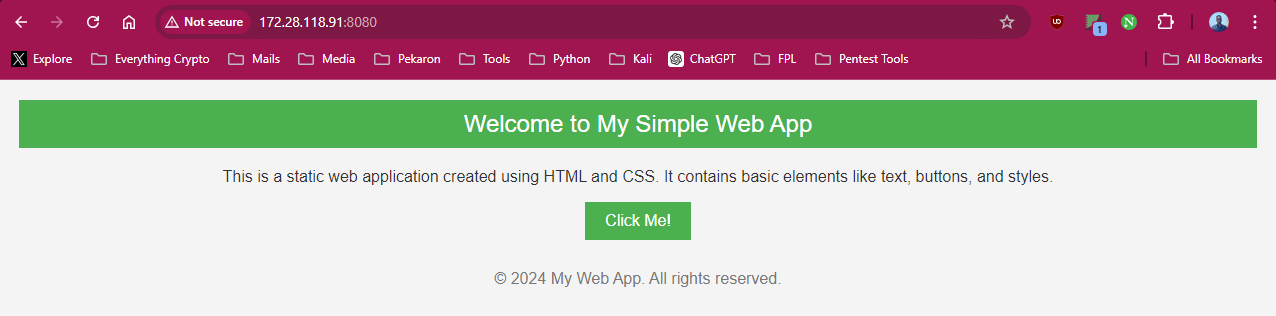 Not secure 172.28.118.91:8080
1
Explore Everything Crypto Mails Media Pekaron Tools Python Kali ChatGPT FPL Pentest Tools All Bookmarks
Welcome to My Simple Web App
This is a static web application created using HTML and CSS. It contains basic elements like text, buttons, and styles.
Click Me!
© 2024 My Web App. All rights reserved.